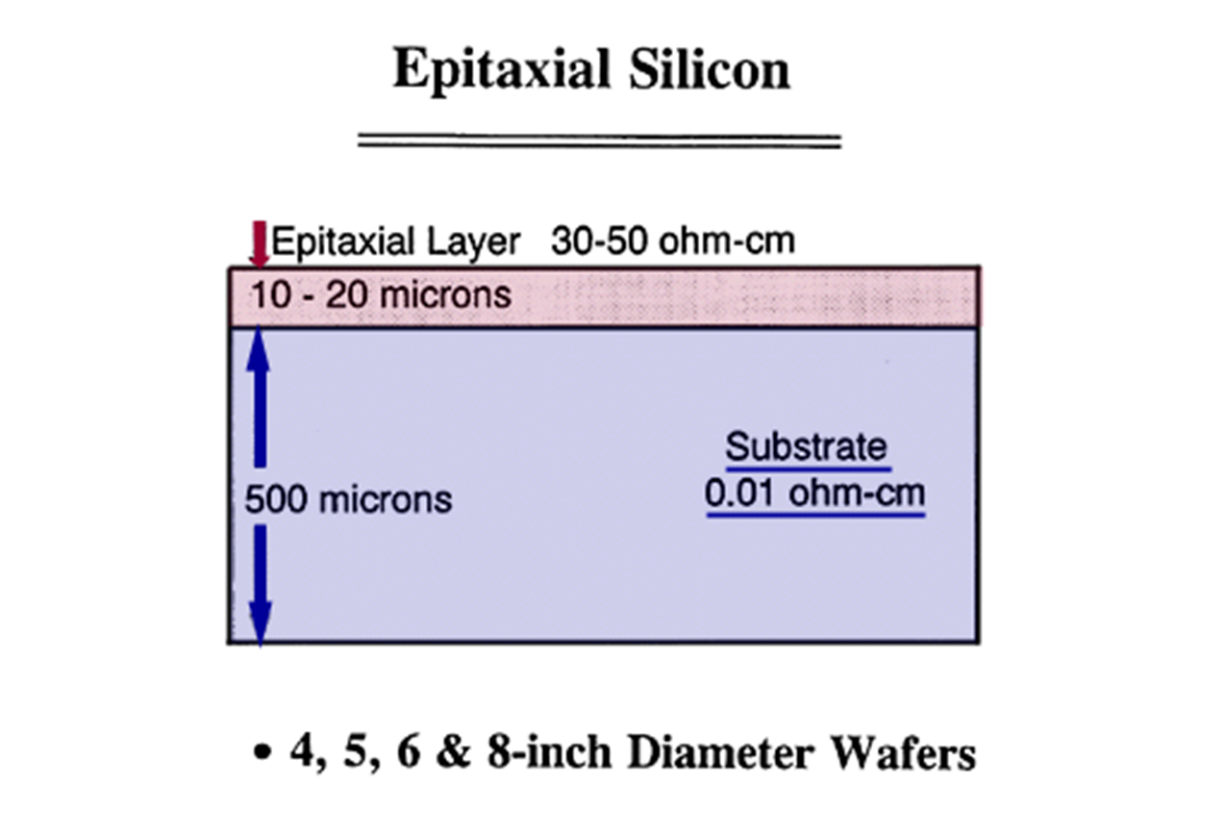 Epitaxial Silicon
Epitaxial Layer 30-50 ohm-cm
10 - 20 microns
Substrate
0.01 ohm-cm
500 microns
• 4, 5, 6 & 8-inch Diameter Wafers